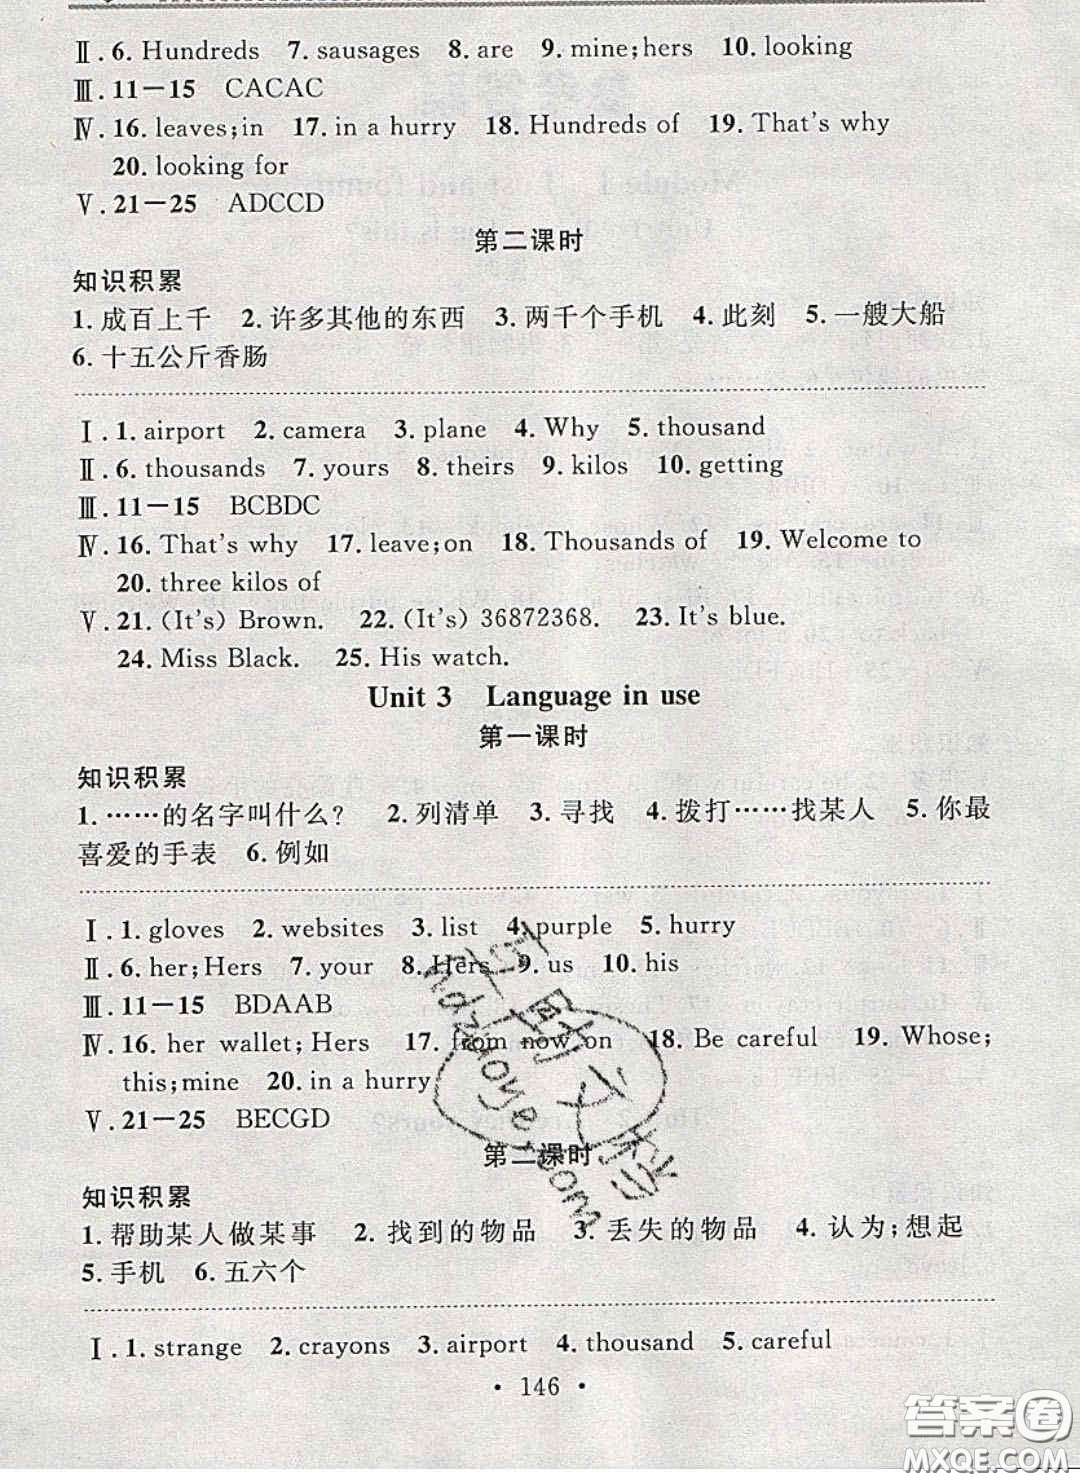 Ⅱ.6. Hundreds 7. sausages 8. are 9. mine;hers 10. looking
Ⅲ.11—15 CACAC
Ⅳ.16. leaves;in 17. in a hurry 18. Hundreds of 19. That's why
20. looking for
Ⅴ.21—25 ADCCD
第二课时
知识积累
1. 成百上千 2. 许多其他的东西 3. 两千个手机 4. 此刻 5. 一艘大船
6. 十五公斤香肠
Ⅰ.1. airport 2. camera 3. plane 4. Why 5. thousand
Ⅱ.6. thousands 7. yours 8. theirs 9. kilos 10. getting
Ⅲ.11—15 BCBDC
Ⅳ.16. That's why 17. leave;on 18. Thousands of 19. Welcome to
20. three kilos of
Ⅴ.21. (It's) Brown. 22. (It's) 36872368. 23. It's blue.
24. Miss Black. 25. His watch.
Unit 3 Language in use
第一课时
知识积累
1. ……的名字叫什么? 2. 列清单 3. 寻找 4. 拨打……找某人 5. 你最
喜爱的手表 6. 例如
Ⅰ.1. gloves 2. websites 3. list 4. purple 5. hurry
Ⅱ.6. her;Hers 7. your 8. Hers 9. us 10. his
Ⅲ.11—15 BDAAB
Ⅳ.16. her wallet;Hers 17. from now on 18. Be careful 19. Whose;
this;mine 20. in a hurry
Ⅴ.21—25 BECGD
第二课时
知识积累
1. 帮助某人做某事 2. 找到的物品 3. 丢失的物品 4. 认为;想起
5. 手机 6. 五六个
Ⅰ.1. strange 2. crayons 3. airport 4. thousand 5. careful
· 146 ·
答案圈
MXQE.COM